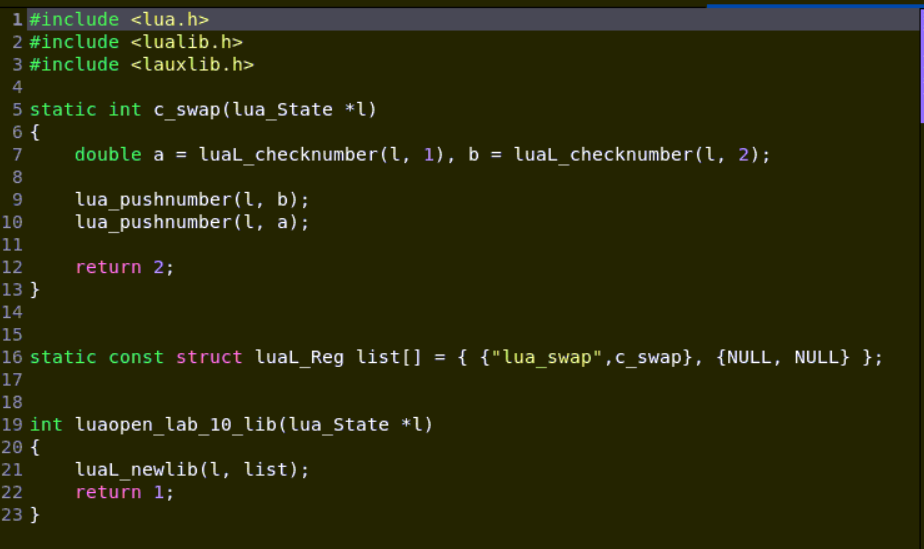 1 #include <lua.h>
2 #include <lualib.h>
3 #include <lauxlib.h>
4
5 static int c_swap(lua_State *l)
6 {
7     double a = luaL_checknumber(l, 1), b = luaL_checknumber(l, 2);
8
9     lua_pushnumber(l, b);
10     lua_pushnumber(l, a);
11
12     return 2;
13 }
14
15
16 static const struct luaL_Reg list[] = { {"lua_swap",c_swap}, {NULL, NULL} };
17
18
19 int luaopen_lab_10_lib(lua_State *l)
20 {
21     luaL_newlib(l, list);
22     return 1;
23 }